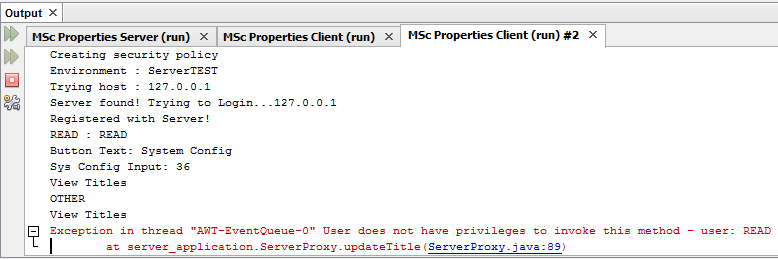 Output
MSc Properties Server (run) MSc Properties Client (run) MSc Properties Client (run) #2
Creating security policy
Environment : ServerTEST
Trying host : 127.0.0.1
Server found! Trying to Login...127.0.0.1
Registered with Server!
READ : READ
Button Text: System Config
Sys Config Input: 36
View Titles
OTHER
View Titles
Exception in thread "AWT-EventQueue-0" User does not have privileges to invoke this method - user: READ
at server_application.ServerProxy.updateTitle(ServerProxy.java:89)